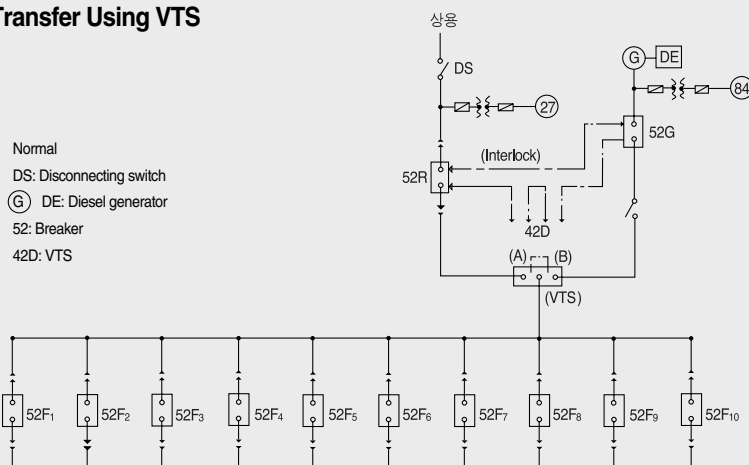 Transfer Using VTS
상용
DS
G DE
27
84
52G
Normal
DS: Disconnecting switch
G DE: Diesel generator
52: Breaker
42D: VTS
(Interlock)
52R
42D
(A) (B)
(VTS)
52F1 52F2 52F3 52F4 52F5 52F6 52F7 52F8 52F9 52F10